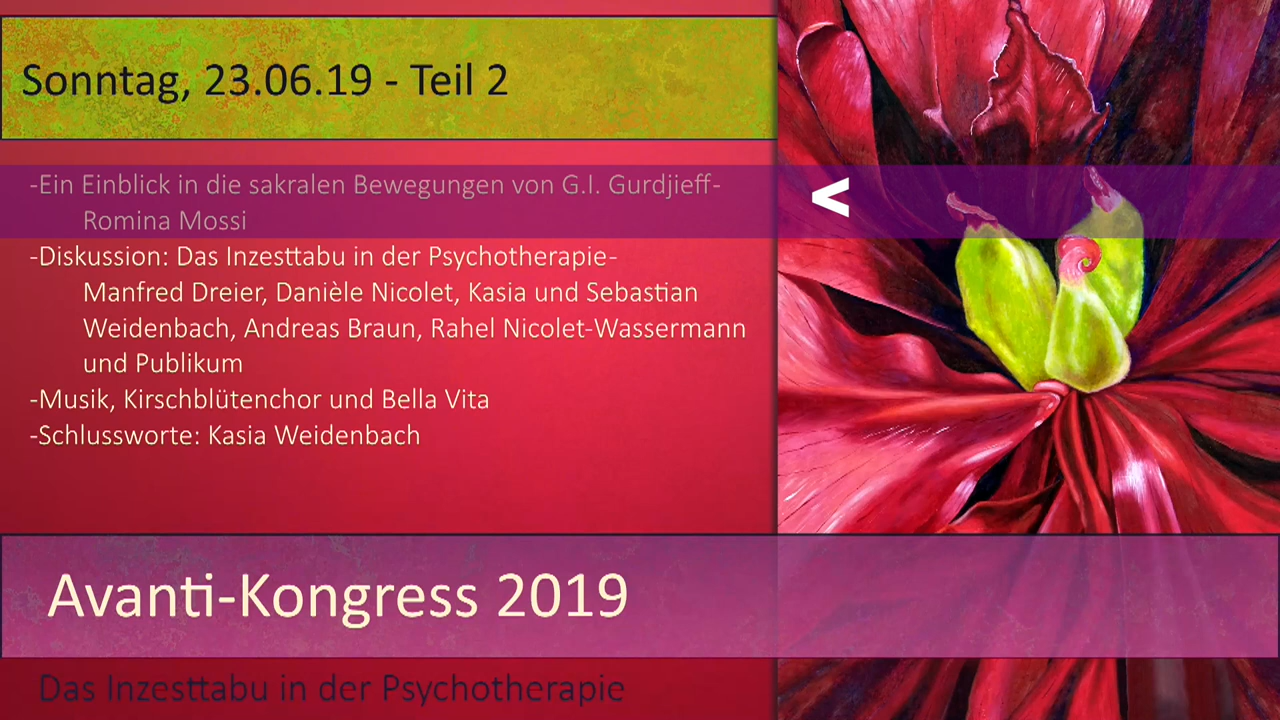 Sonntag, 23.06.19 - Teil 2
-Ein Einblick in die sakralen Bewegungen von G.I. Gurdjieff-
Romina Mossi
<
-Diskussion: Das Inzesttabu in der Psychotherapie-
Manfred Dreier, Danièle Nicolet, Kasia und Sebastian
Weidenbach, Andreas Braun, Rahel Nicolet-Wassermann
und Publikum
-Musik, Kirschblütenchor und Bella Vita
-Schlussworte: Kasia Weidenbach
Avanti-Kongress 2019
Das Inzesttabu in der Psychotherapie